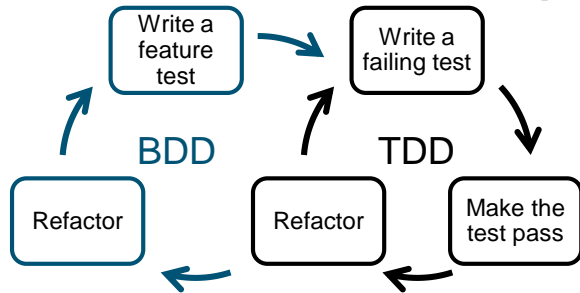 Write a
feature
test
Write a
failing test
BDD
TDD
Refactor
Refactor
Make the
test pass